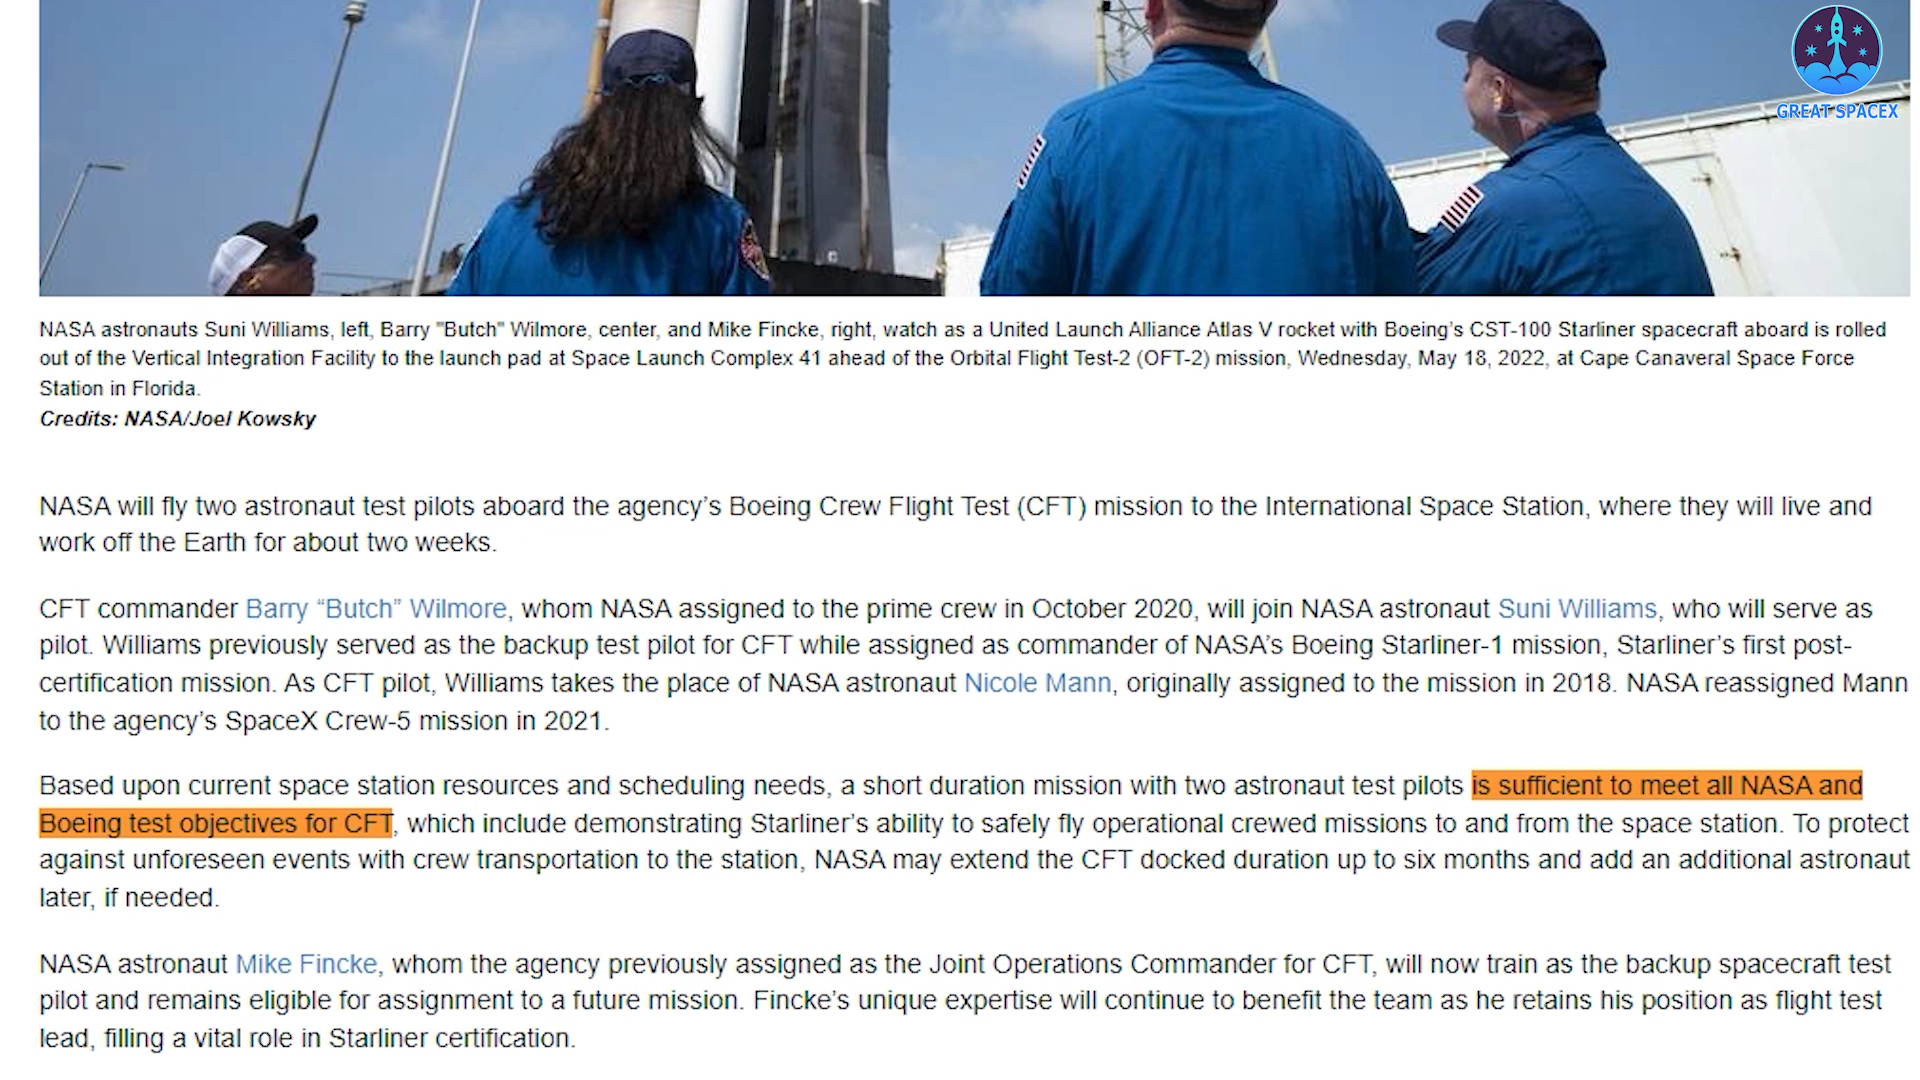 GREAT SPACEX
NASA astronauts Suni Williams, left, Barry "Butch" Wilmore, center, and Mike Fincke, right, watch as a United Launch Alliance Atlas V rocket with Boeing’s CST-100 Starliner spacecraft aboard is rolled
out of the Vertical Integration Facility to the launch pad at Space Launch Complex 41 ahead of the Orbital Flight Test-2 (OFT-2) mission, Wednesday, May 18, 2022, at Cape Canaveral Space Force
Station in Florida.
Credits: NASA/Joel Kowsky
NASA will fly two astronaut test pilots aboard the agency’s Boeing Crew Flight Test (CFT) mission to the International Space Station, where they will live and
work off the Earth for about two weeks.
CFT commander Barry “Butch” Wilmore, whom NASA assigned to the prime crew in October 2020, will join NASA astronaut Suni Williams, who will serve as
pilot. Williams previously served as the backup test pilot for CFT while assigned as commander of NASA’s Boeing Starliner-1 mission, Starliner’s first post-
certification mission. As CFT pilot, Williams takes the place of NASA astronaut Nicole Mann, originally assigned to the mission in 2018. NASA reassigned Mann
to the agency’s SpaceX Crew-5 mission in 2021.
Based upon current space station resources and scheduling needs, a short duration mission with two astronaut test pilots is sufficient to meet all NASA and
Boeing test objectives for CFT, which include demonstrating Starliner’s ability to safely fly operational crewed missions to and from the space station. To protect
against unforeseen events with crew transportation to the station, NASA may extend the CFT docked duration up to six months and add an additional astronaut
later, if needed.
NASA astronaut Mike Fincke, whom the agency previously assigned as the Joint Operations Commander for CFT, will now train as the backup spacecraft test
pilot and remains eligible for assignment to a future mission. Fincke’s unique expertise will continue to benefit the team as he retains his position as flight test
lead, filling a vital role in Starliner certification.